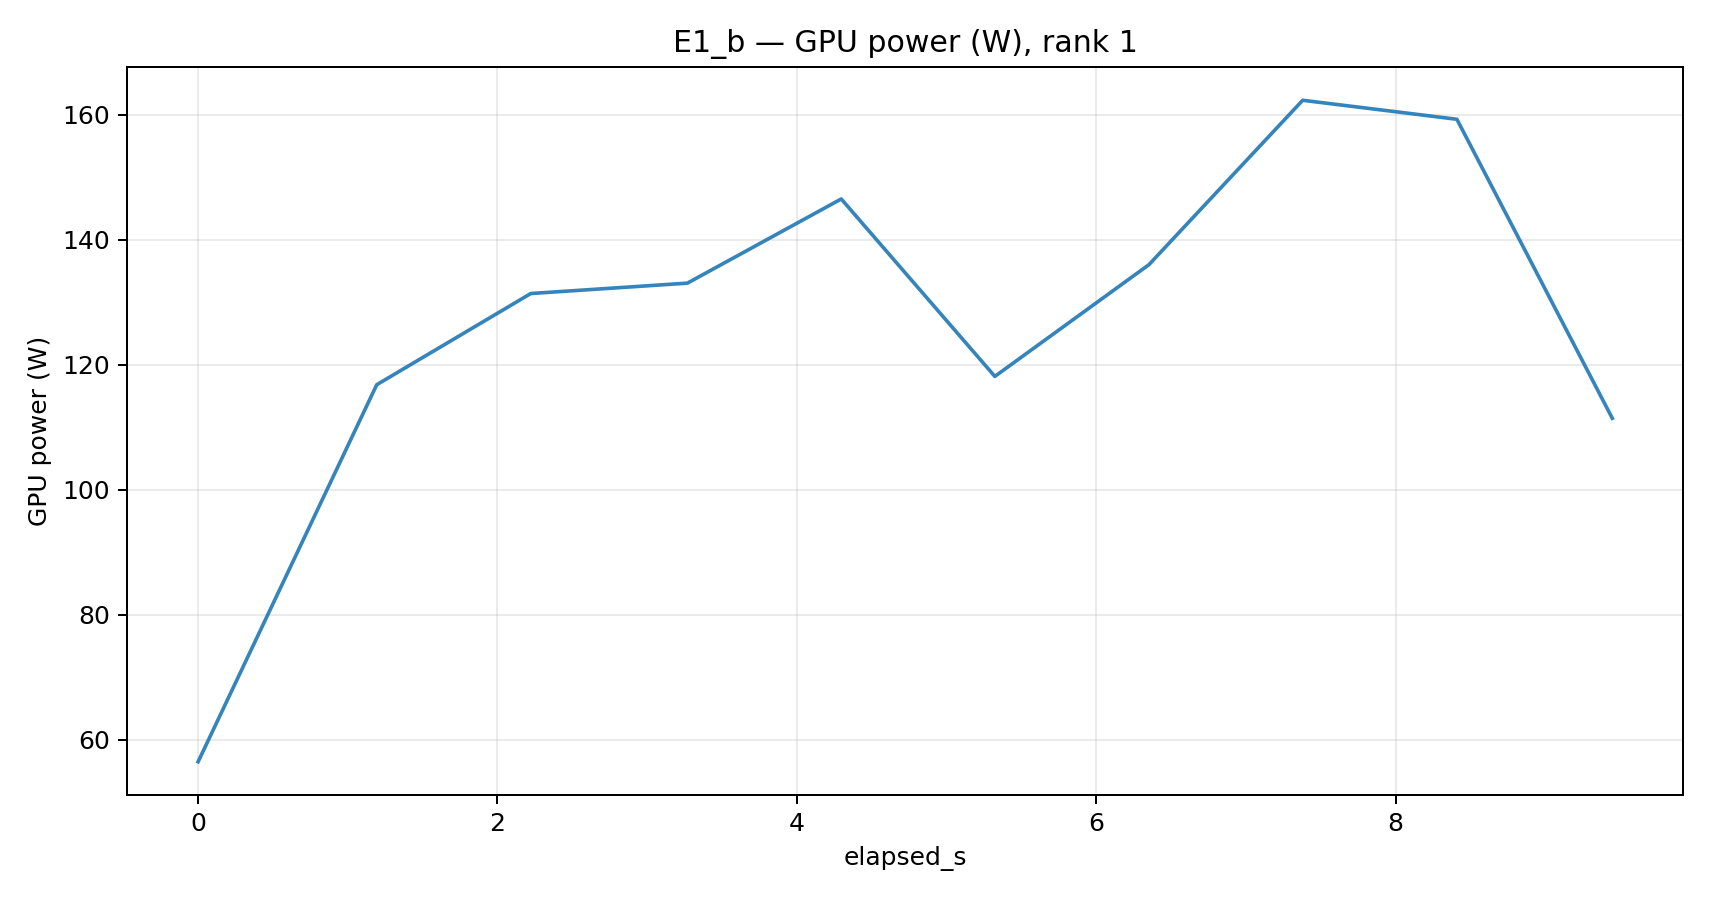 E1_b — GPU power (W), rank 1
GPU power (W)
160
140
120
100
80
60
0 2 4 6 8
elapsed_s